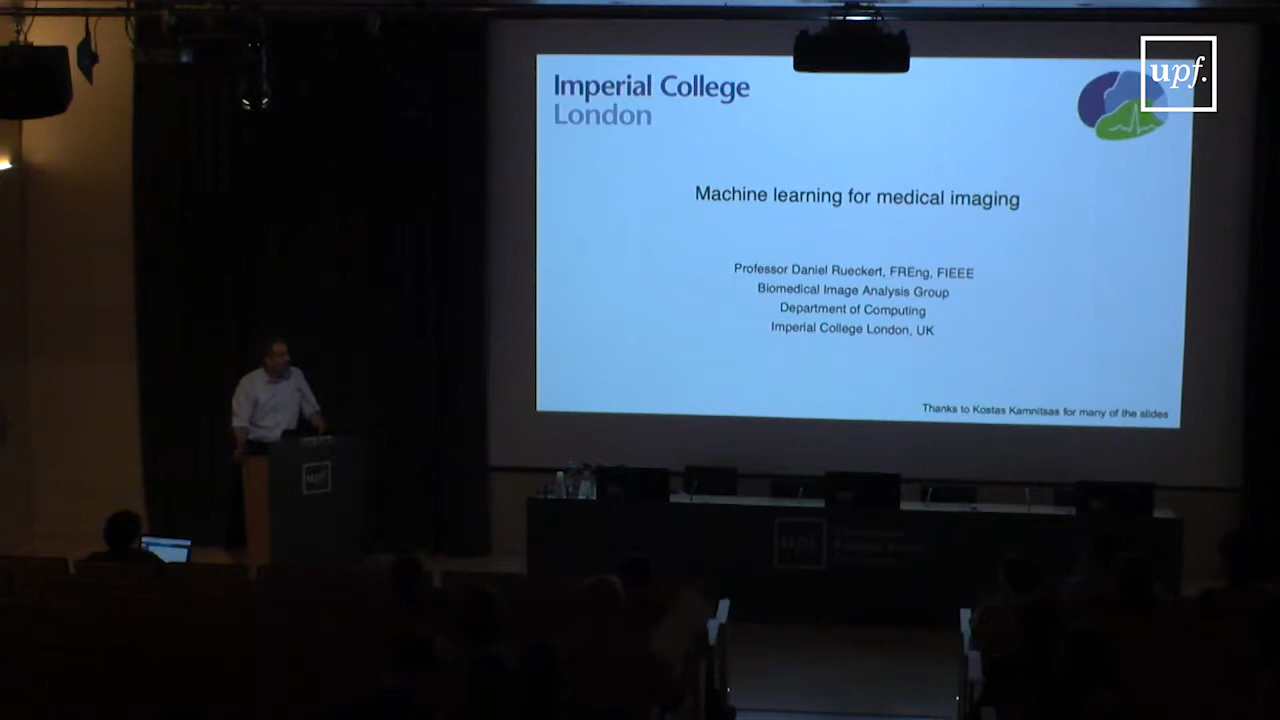 Imperial College
London
upf.
Machine learning for medical imaging
Professor Daniel Rueckert, FREng, FIEEE
Biomedical Image Analysis Group
Department of Computing
Imperial College London, UK
Thanks to Kostas Kamnitsas for many of the slides